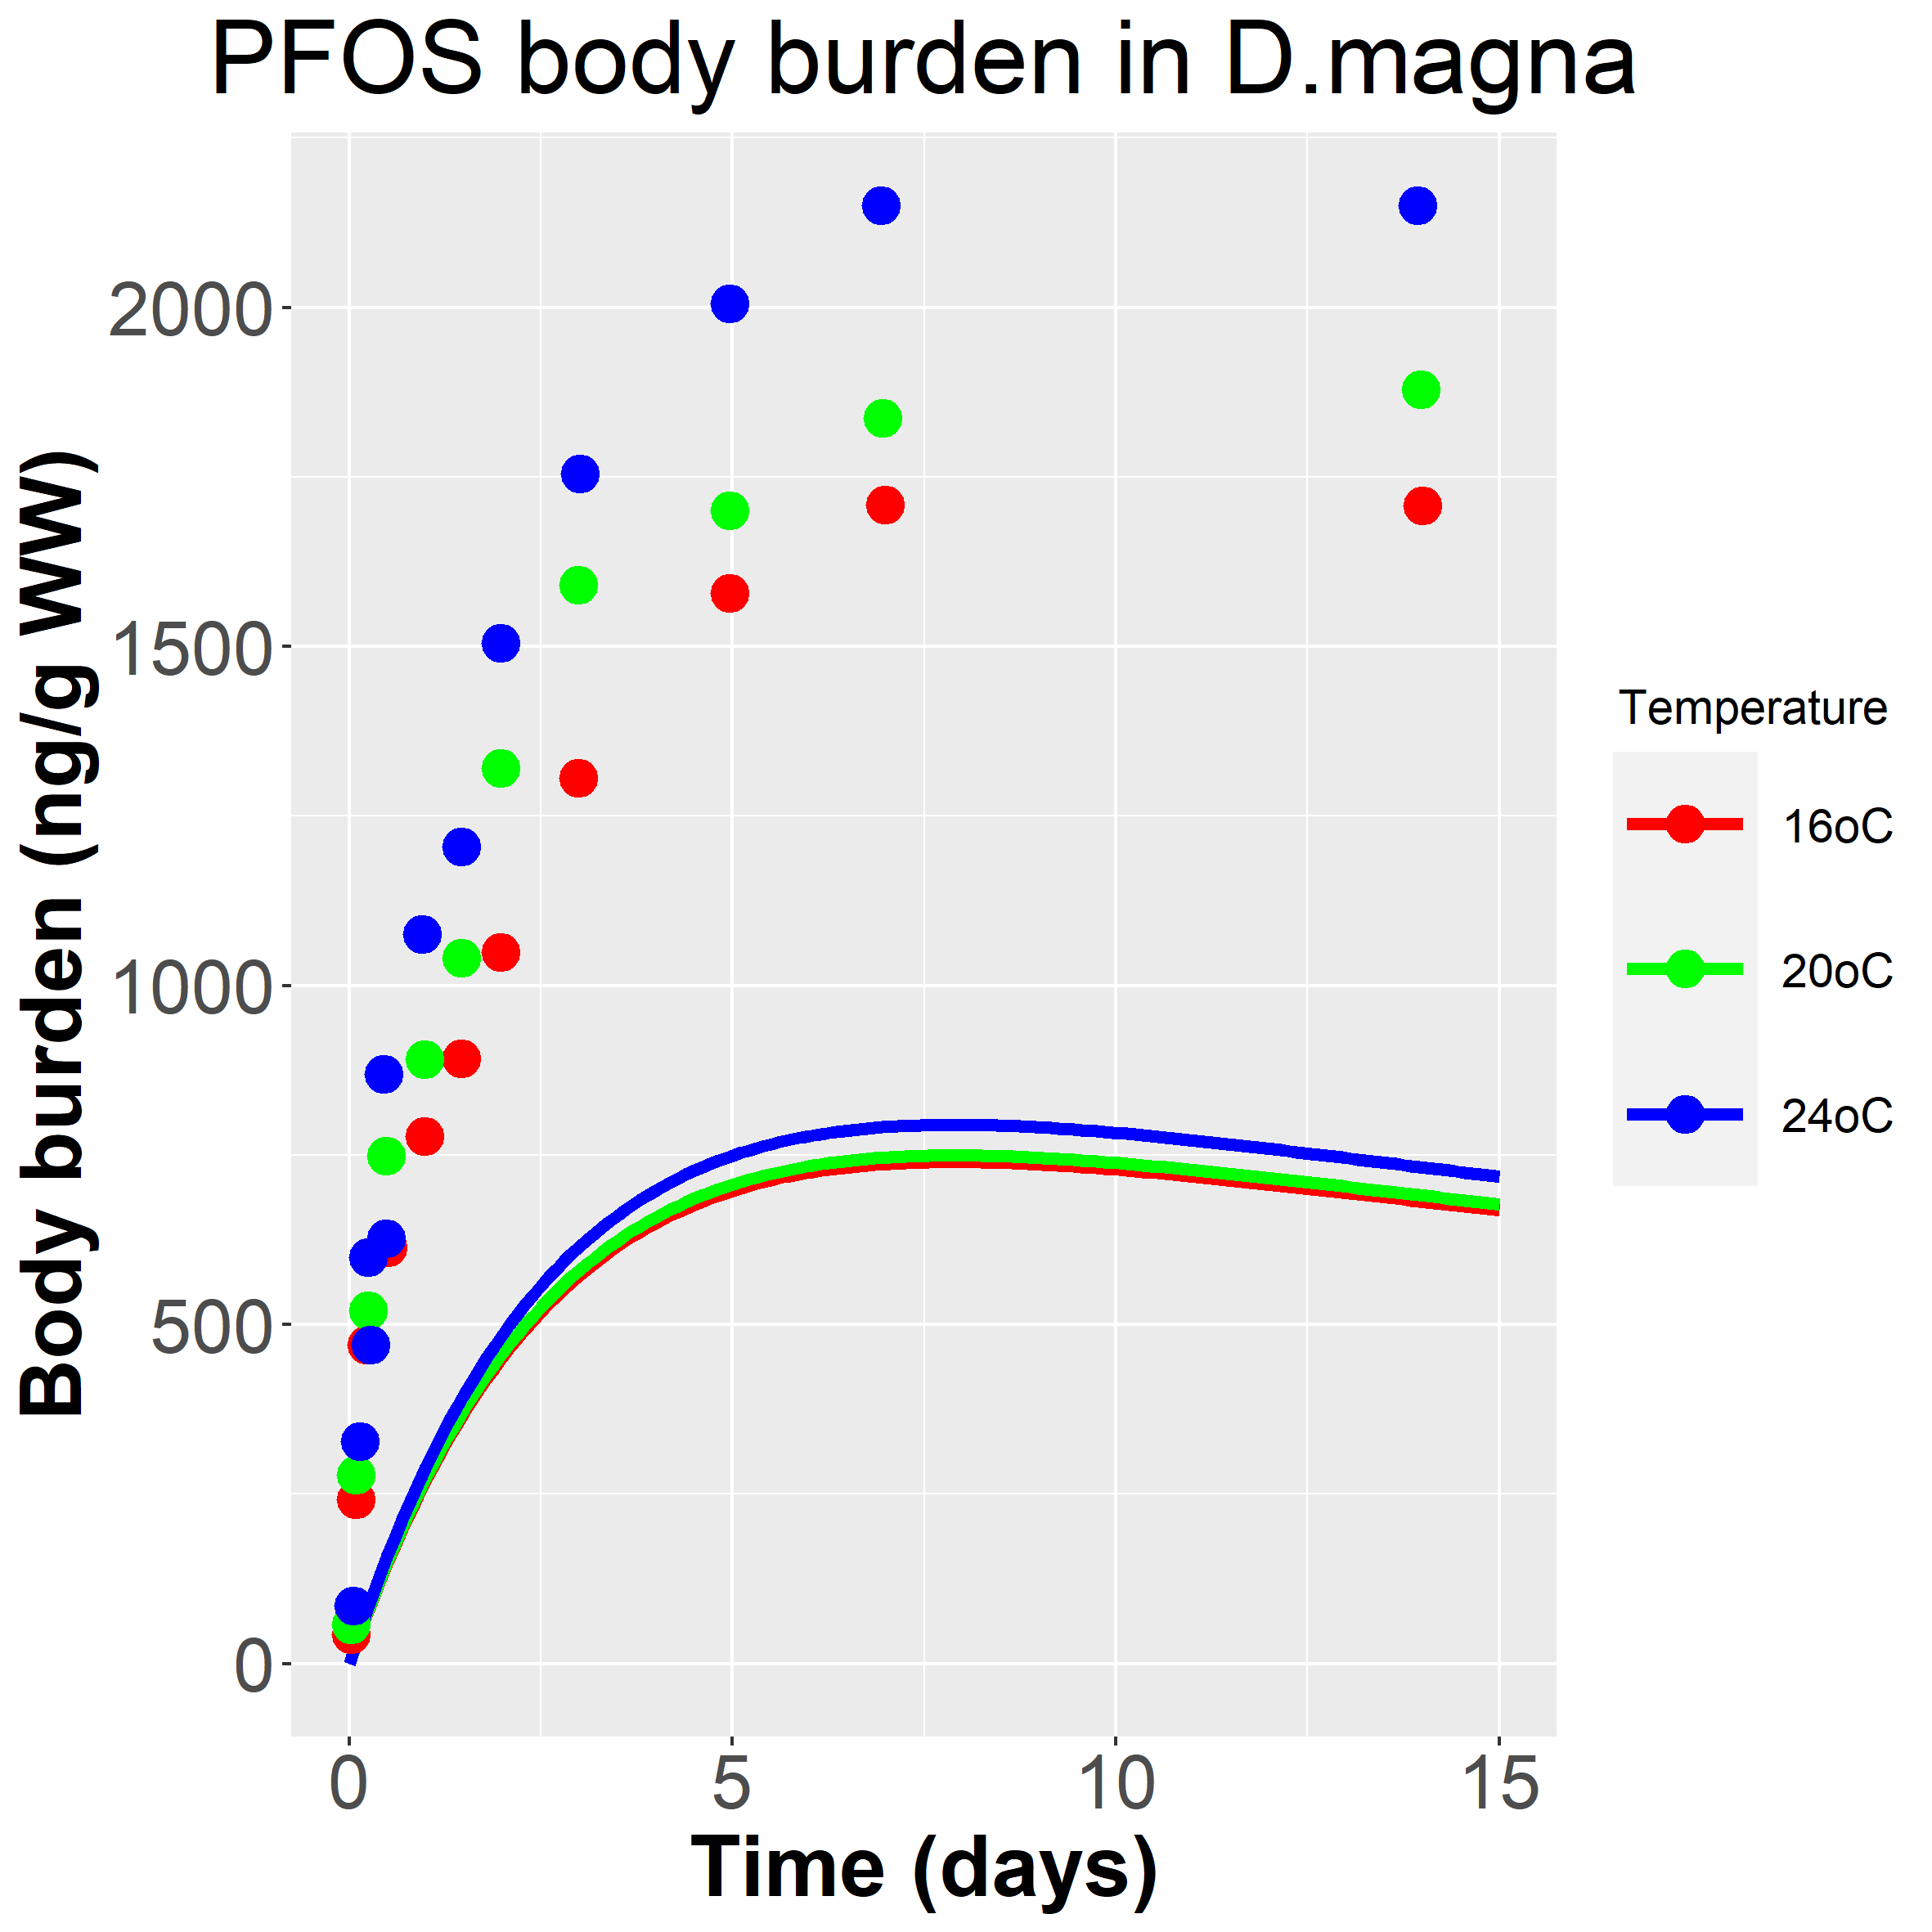 PFOS body burden in D.magna
Body burden (ng/g WW)
2000
1500
1000
500
0
0 5 10 15
Time (days)
Temperature
16oC
20oC
24oC